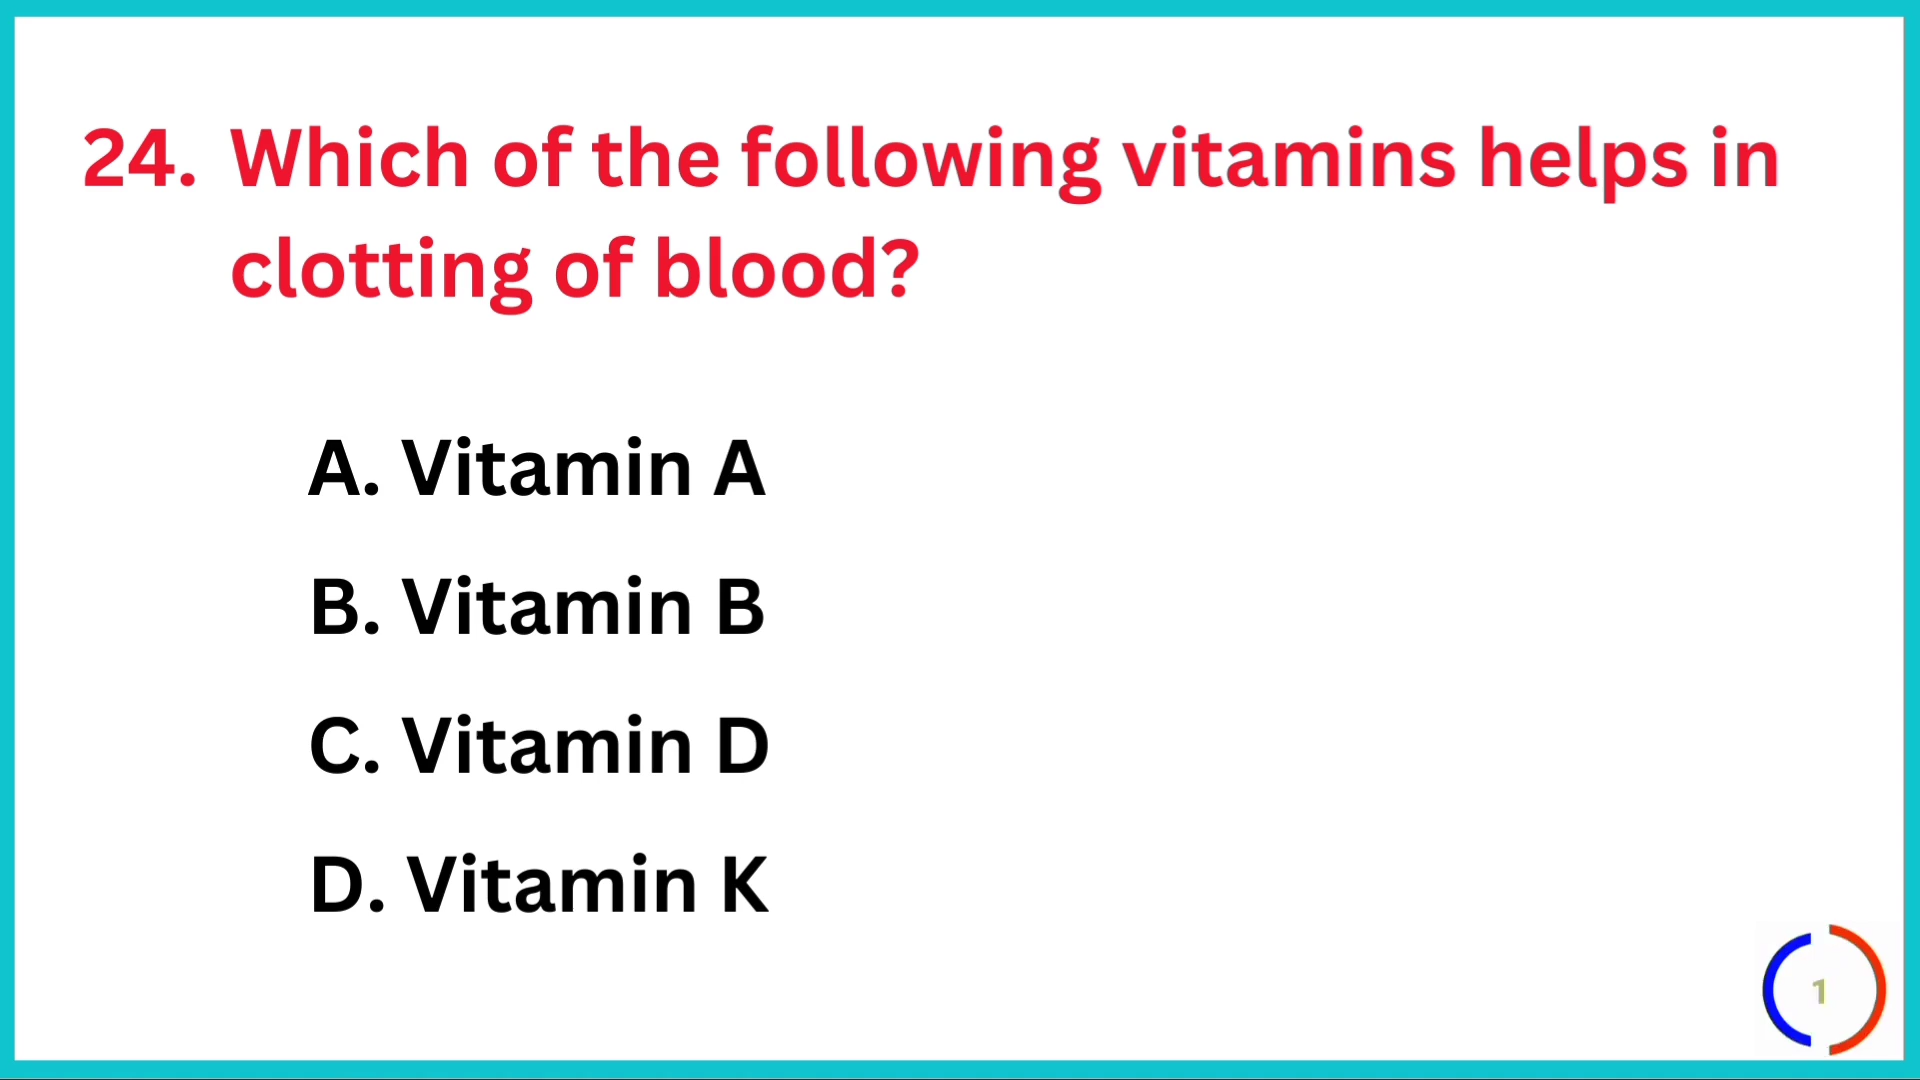 24. Which of the following vitamins helps in
clotting of blood?
A. Vitamin A
B. Vitamin B
C. Vitamin D
D. Vitamin K
1